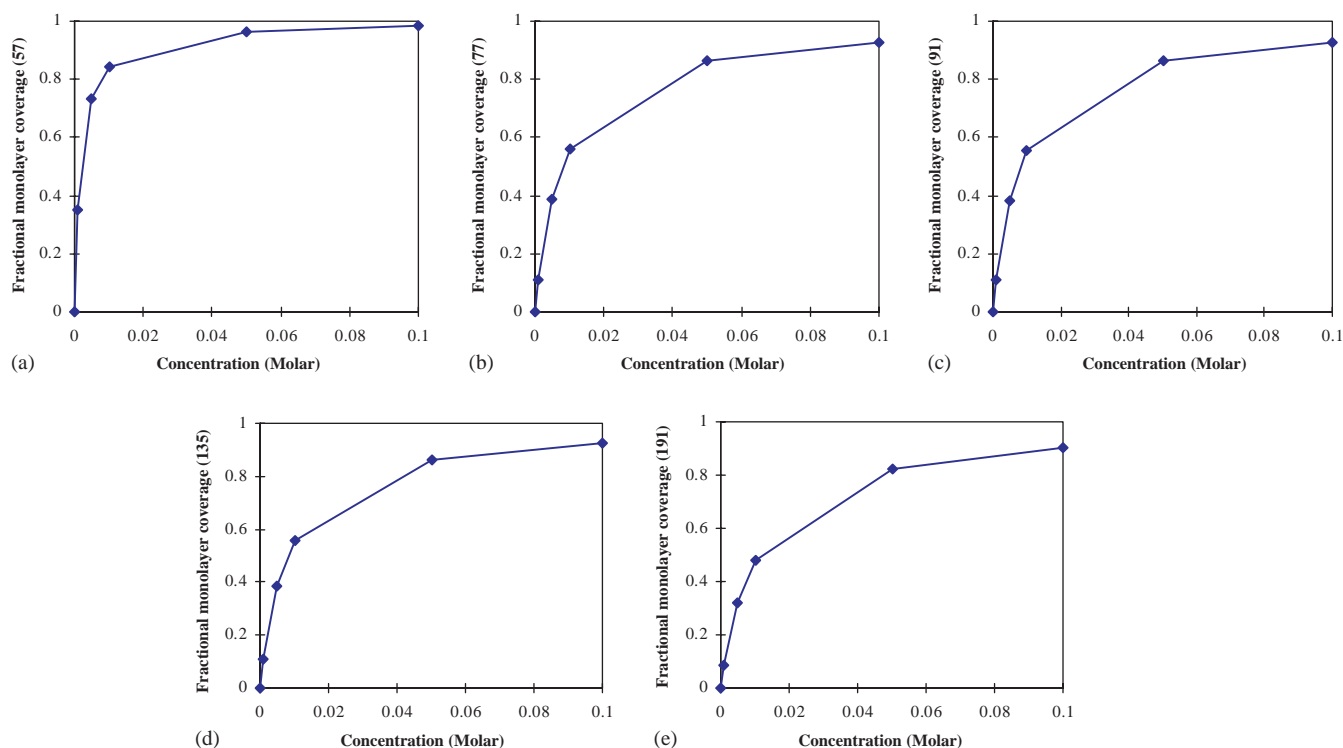 Fractional monolayer coverage (57)
1
0.8
0.6
0.4
0.2
0
0 0.02 0.04 0.06 0.08 0.1
Concentration (Molar)
(a)
Fractional monolayer coverage (77)
1
0.8
0.6
0.4
0.2
0
0 0.02 0.04 0.06 0.08 0.1
Concentration (Molar)
(b)
Fractional monolayer coverage (91)
1
0.8
0.6
0.4
0.2
0
0 0.02 0.04 0.06 0.08 0.1
Concentration (Molar)
(c)
Fractional monolayer coverage (135)
1
0.8
0.6
0.4
0.2
0
0 0.02 0.04 0.06 0.08 0.1
Concentration (Molar)
(d)
Fractional monolayer coverage (191)
1
0.8
0.6
0.4
0.2
0
0 0.02 0.04 0.06 0.08 0.1
Concentration (Molar)
(e)